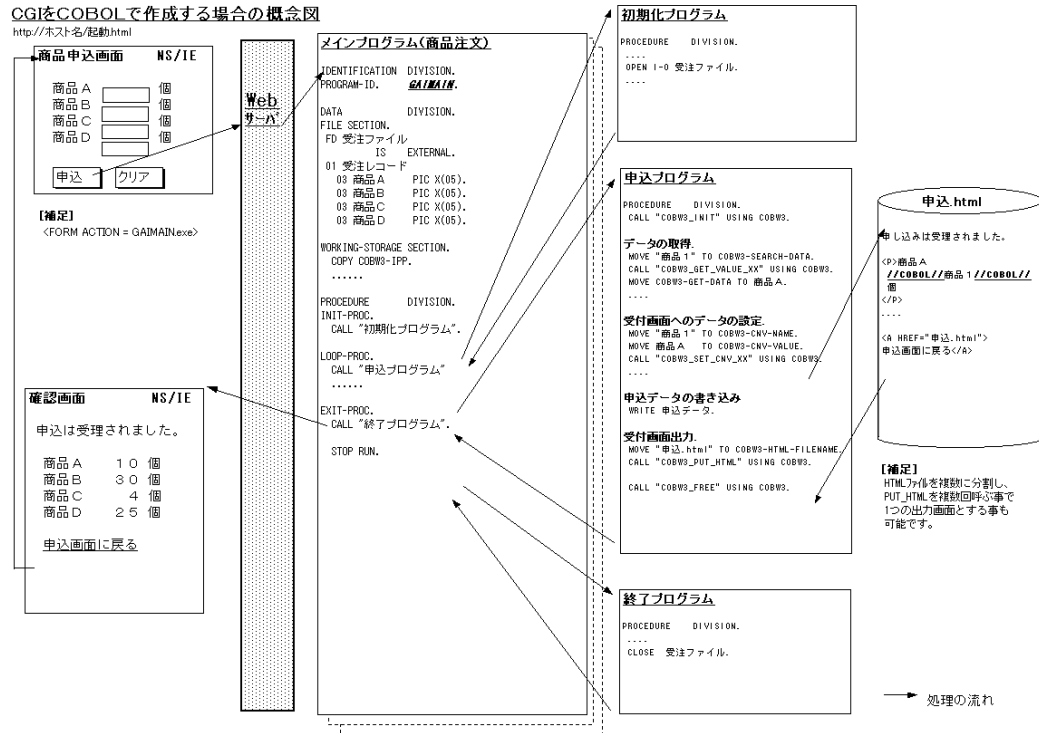 CGIをCOBOLで作成する場合の概念図
http://ホスト名/起動.html
商品申込画面 NS/IE
商品A 個
商品B 個
商品C 個
商品D 個
申込 クリア
[補足]
<FORM ACTION = GAIMAIN.exe>
確認画面 NS/IE
申込は受理されました。
商品A 10 個
商品B 30 個
商品C 4 個
商品D 25 個
申込画面に戻る
Web
サーバ
メインプログラム(商品注文)
IDENTIFICATION DIVISION.
PROGRAM-ID. GAIMAIN.
DATA DIVISION.
FILE SECTION.
FD 受注ファイル
IS EXTERNAL.
01 受注レコード
03 商品A PIC X(05).
03 商品B PIC X(05).
03 商品C PIC X(05).
03 商品D PIC X(05).
WORKING-STORAGE SECTION.
COPY COBW3-IPP.
......
PROCEDURE DIVISION.
INIT-PROC.
CALL "初期化プログラム".
LOOP-PROC.
CALL "申込プログラム"
......
EXIT-PROC.
CALL "終了プログラム".
STOP RUN.
初期化プログラム
PROCEDURE DIVISION.
....
OPEN I-O 受注ファイル.
....
申込プログラム
PROCEDURE DIVISION.
CALL "COBW3_INIT" USING COBW3.
データの取得.
MOVE "商品1" TO COBW3-SEARCH-DATA.
CALL "COBW3_GET_VALUE_XX" USING COBW3.
MOVE COBW3-GET-DATA TO 商品A.
....
受付画面へのデータの設定.
MOVE "商品1" TO COBW3-CNV-NAME.
MOVE 商品A TO COBW3-CNV-VALUE.
CALL "COBW3_SET_CNV_XX" USING COBW3.
....
申込データの書き込み
WRITE 申込データ.
受付画面出力.
MOVE "申込.html" TO COBW3-HTML-FILENAME.
CALL "COBW3_PUT_HTML" USING COBW3.
CALL "COBW3_FREE" USING COBW3.
終了プログラム
PROCEDURE DIVISION.
....
CLOSE 受注ファイル.
申込.html
申し込みは受理されました。
<P>商品A
//COBOL//商品1//COBOL//
個
</P>
....
<A HREF="申込.html">
申込画面に戻る</A>
[補足]
HTMLファイルを複数に分割し、
PUT_HTMLを複数回呼ぶ事で
1つの出力画面とする事も
可能です。
処理の流れ